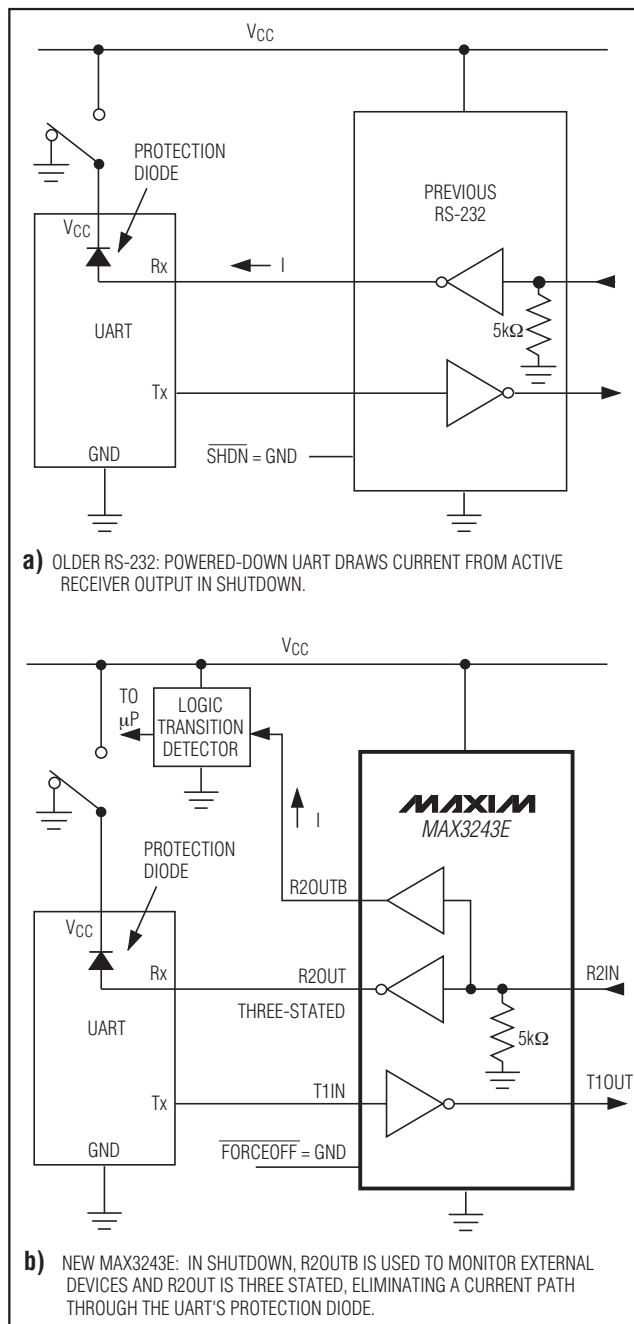 VCC
PROTECTION
DIODE
VCC
Rx
I
UART
Tx
GND
PREVIOUS
RS-232
5kΩ
SHDN = GND
a) OLDER RS-232: POWERED-DOWN UART DRAWS CURRENT FROM ACTIVE
RECEIVER OUTPUT IN SHUTDOWN.
VCC
TO
µP
LOGIC
TRANSITION
DETECTOR
I
MAXIM
MAX3243E
PROTECTION
DIODE
R2OUTB
VCC
Rx
R2OUT
R2IN
THREE-STATED
UART
5kΩ
Tx
T1IN
T1OUT
GND
FORCEOFF = GND
b) NEW MAX3243E: IN SHUTDOWN, R2OUTB IS USED TO MONITOR EXTERNAL
DEVICES AND R2OUT IS THREE STATED, ELIMINATING A CURRENT PATH
THROUGH THE UART'S PROTECTION DIODE.